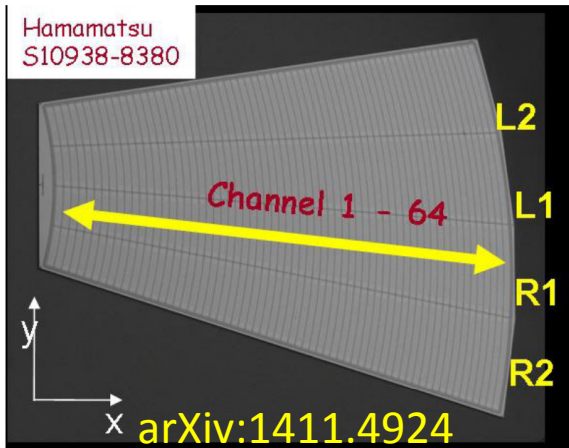 Hamamatsu
S10938-8380
L2
Channel 1 - 64
L1
R1
R2
y
x
arXiv:1411.4924